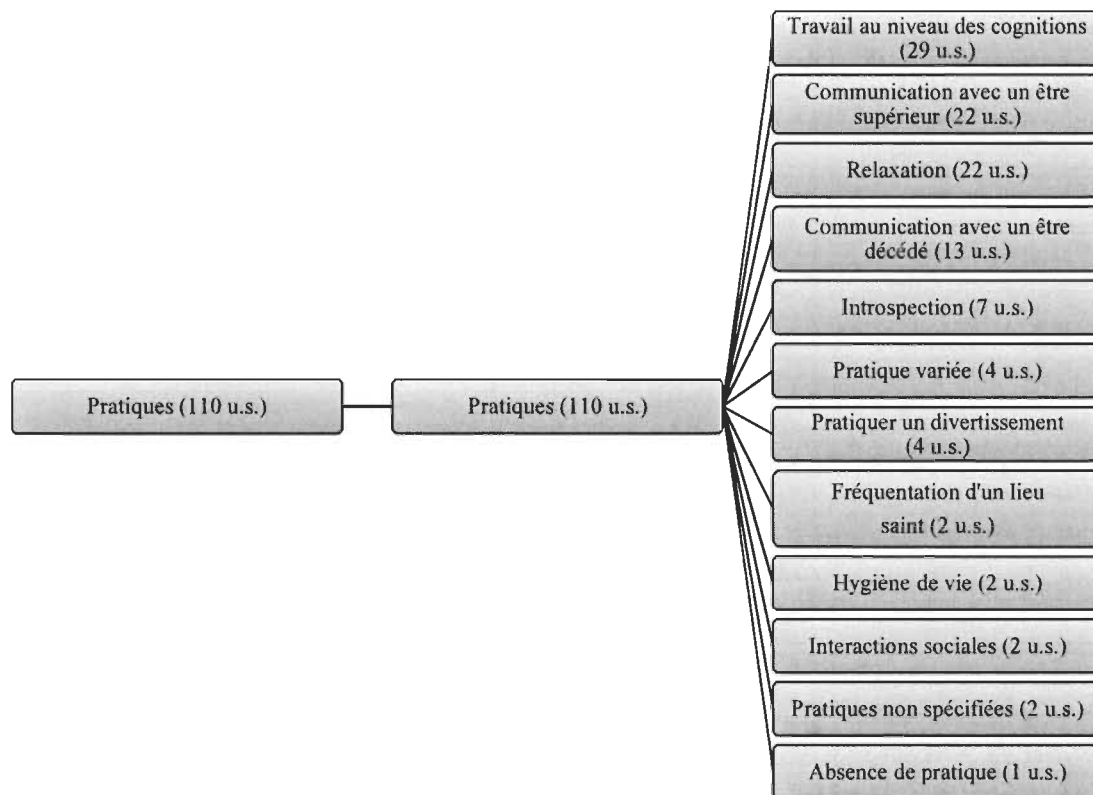 Travail au niveau des cognitions
(29 u.s.)
Communication avec un être
supérieur (22 u.s.)
Relaxation (22 u.s.)
Communication avec un être
décédé (13 u.s.)
Introspection (7 u.s.)
Pratiques (110 u.s.)
Pratiques (110 u.s.)
Pratique variée (4 u.s.)
Pratiquer un divertissement
(4 u.s.)
Fréquentation d'un lieu
saint (2 u.s.)
Hygiène de vie (2 u.s.)
Interactions sociales (2 u.s.)
Pratiques non spécifiées (2 u.s.)
Absence de pratique (1 u.s.)